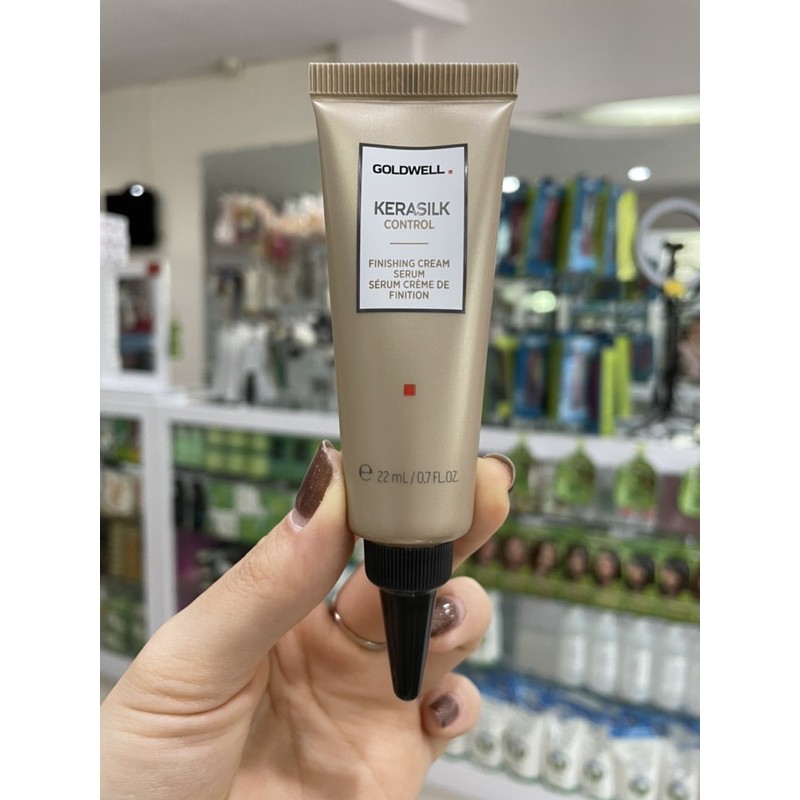 GOLDWELL
KERASILK
CONTROL
FINISHING CREAM
SERUM
SÉRUM CRÈME DE
FINITION
℮ 22 mL / 0.7 FL.OZ.